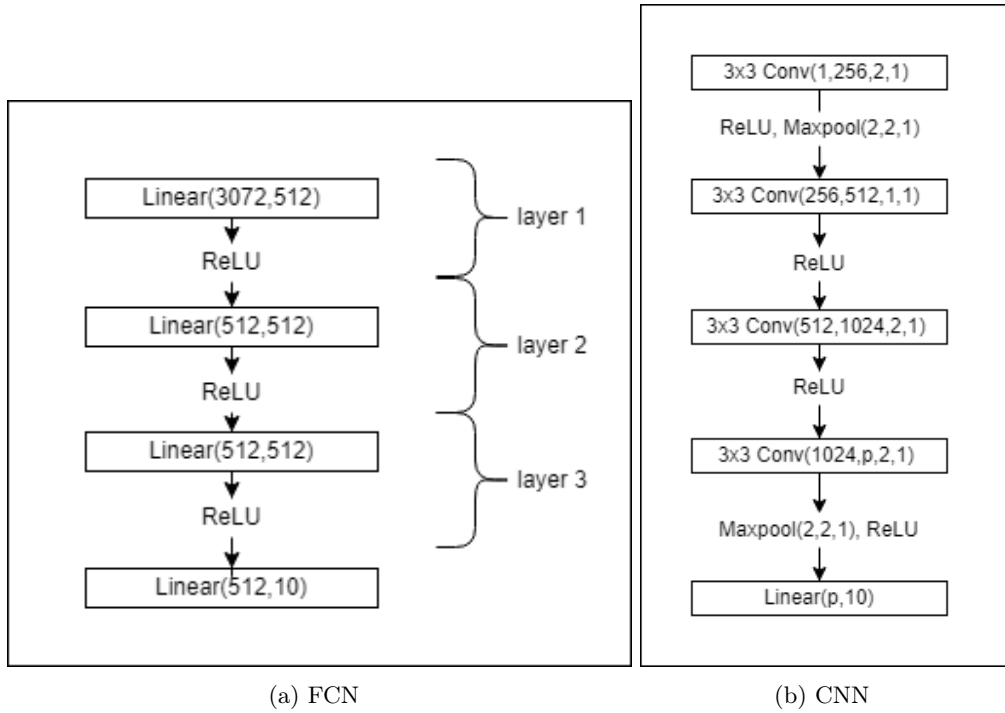 Linear(3072,512)
ReLU
Linear(512,512)
ReLU
Linear(512,512)
ReLU
Linear(512,10)
layer 1
layer 2
layer 3
(a) FCN
3x3 Conv(1,256,2,1)
ReLU, Maxpool(2,2,1)
3x3 Conv(256,512,1,1)
ReLU
3x3 Conv(512,1024,2,1)
ReLU
3x3 Conv(1024,p,2,1)
Maxpool(2,2,1), ReLU
Linear(p,10)
(b) CNN